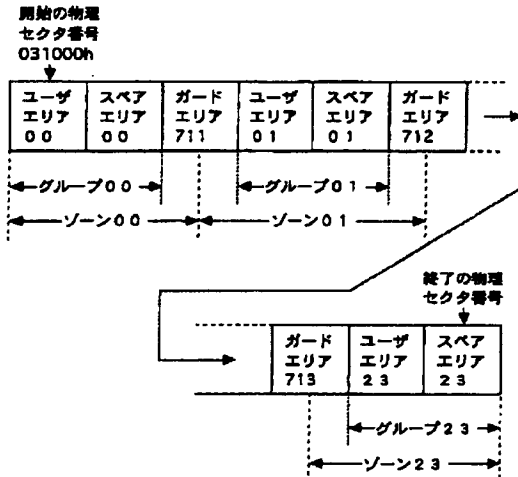 開始の物理
セクタ番号
031000h
ユーザ
エリア
00
スペア
エリア
00
ガード
エリア
711
ユーザ
エリア
01
スペア
エリア
01
ガード
エリア
712
グループ00
グループ01
ゾーン00
ゾーン01
終了の物理
セクタ番号
ガード
エリア
713
ユーザ
エリア
23
スペア
エリア
23
グループ23
ゾーン23